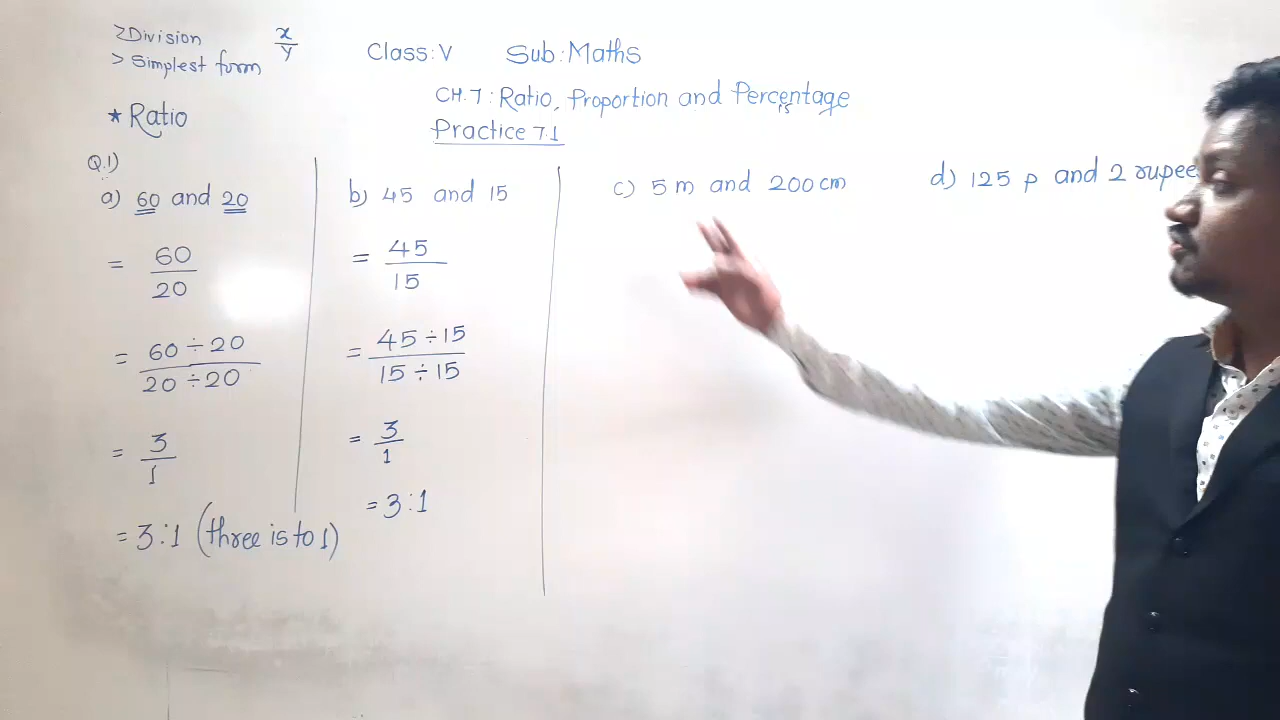 >Division
>Simplest form
x
y
Class:V Sub:Maths
CH.7: Ratio, Proportion and Percentage
Practice 7.1
★ Ratio
Q.1)
a) 60 and 20
= 60
20
= 60 ÷ 20
20 ÷ 20
= 3
1
= 3:1 (three is to 1)
b) 45 and 15
= 45
15
= 45 ÷ 15
15 ÷ 15
= 3
1
= 3:1
c) 5 m and 200 cm
d) 125 p and 2 rupee